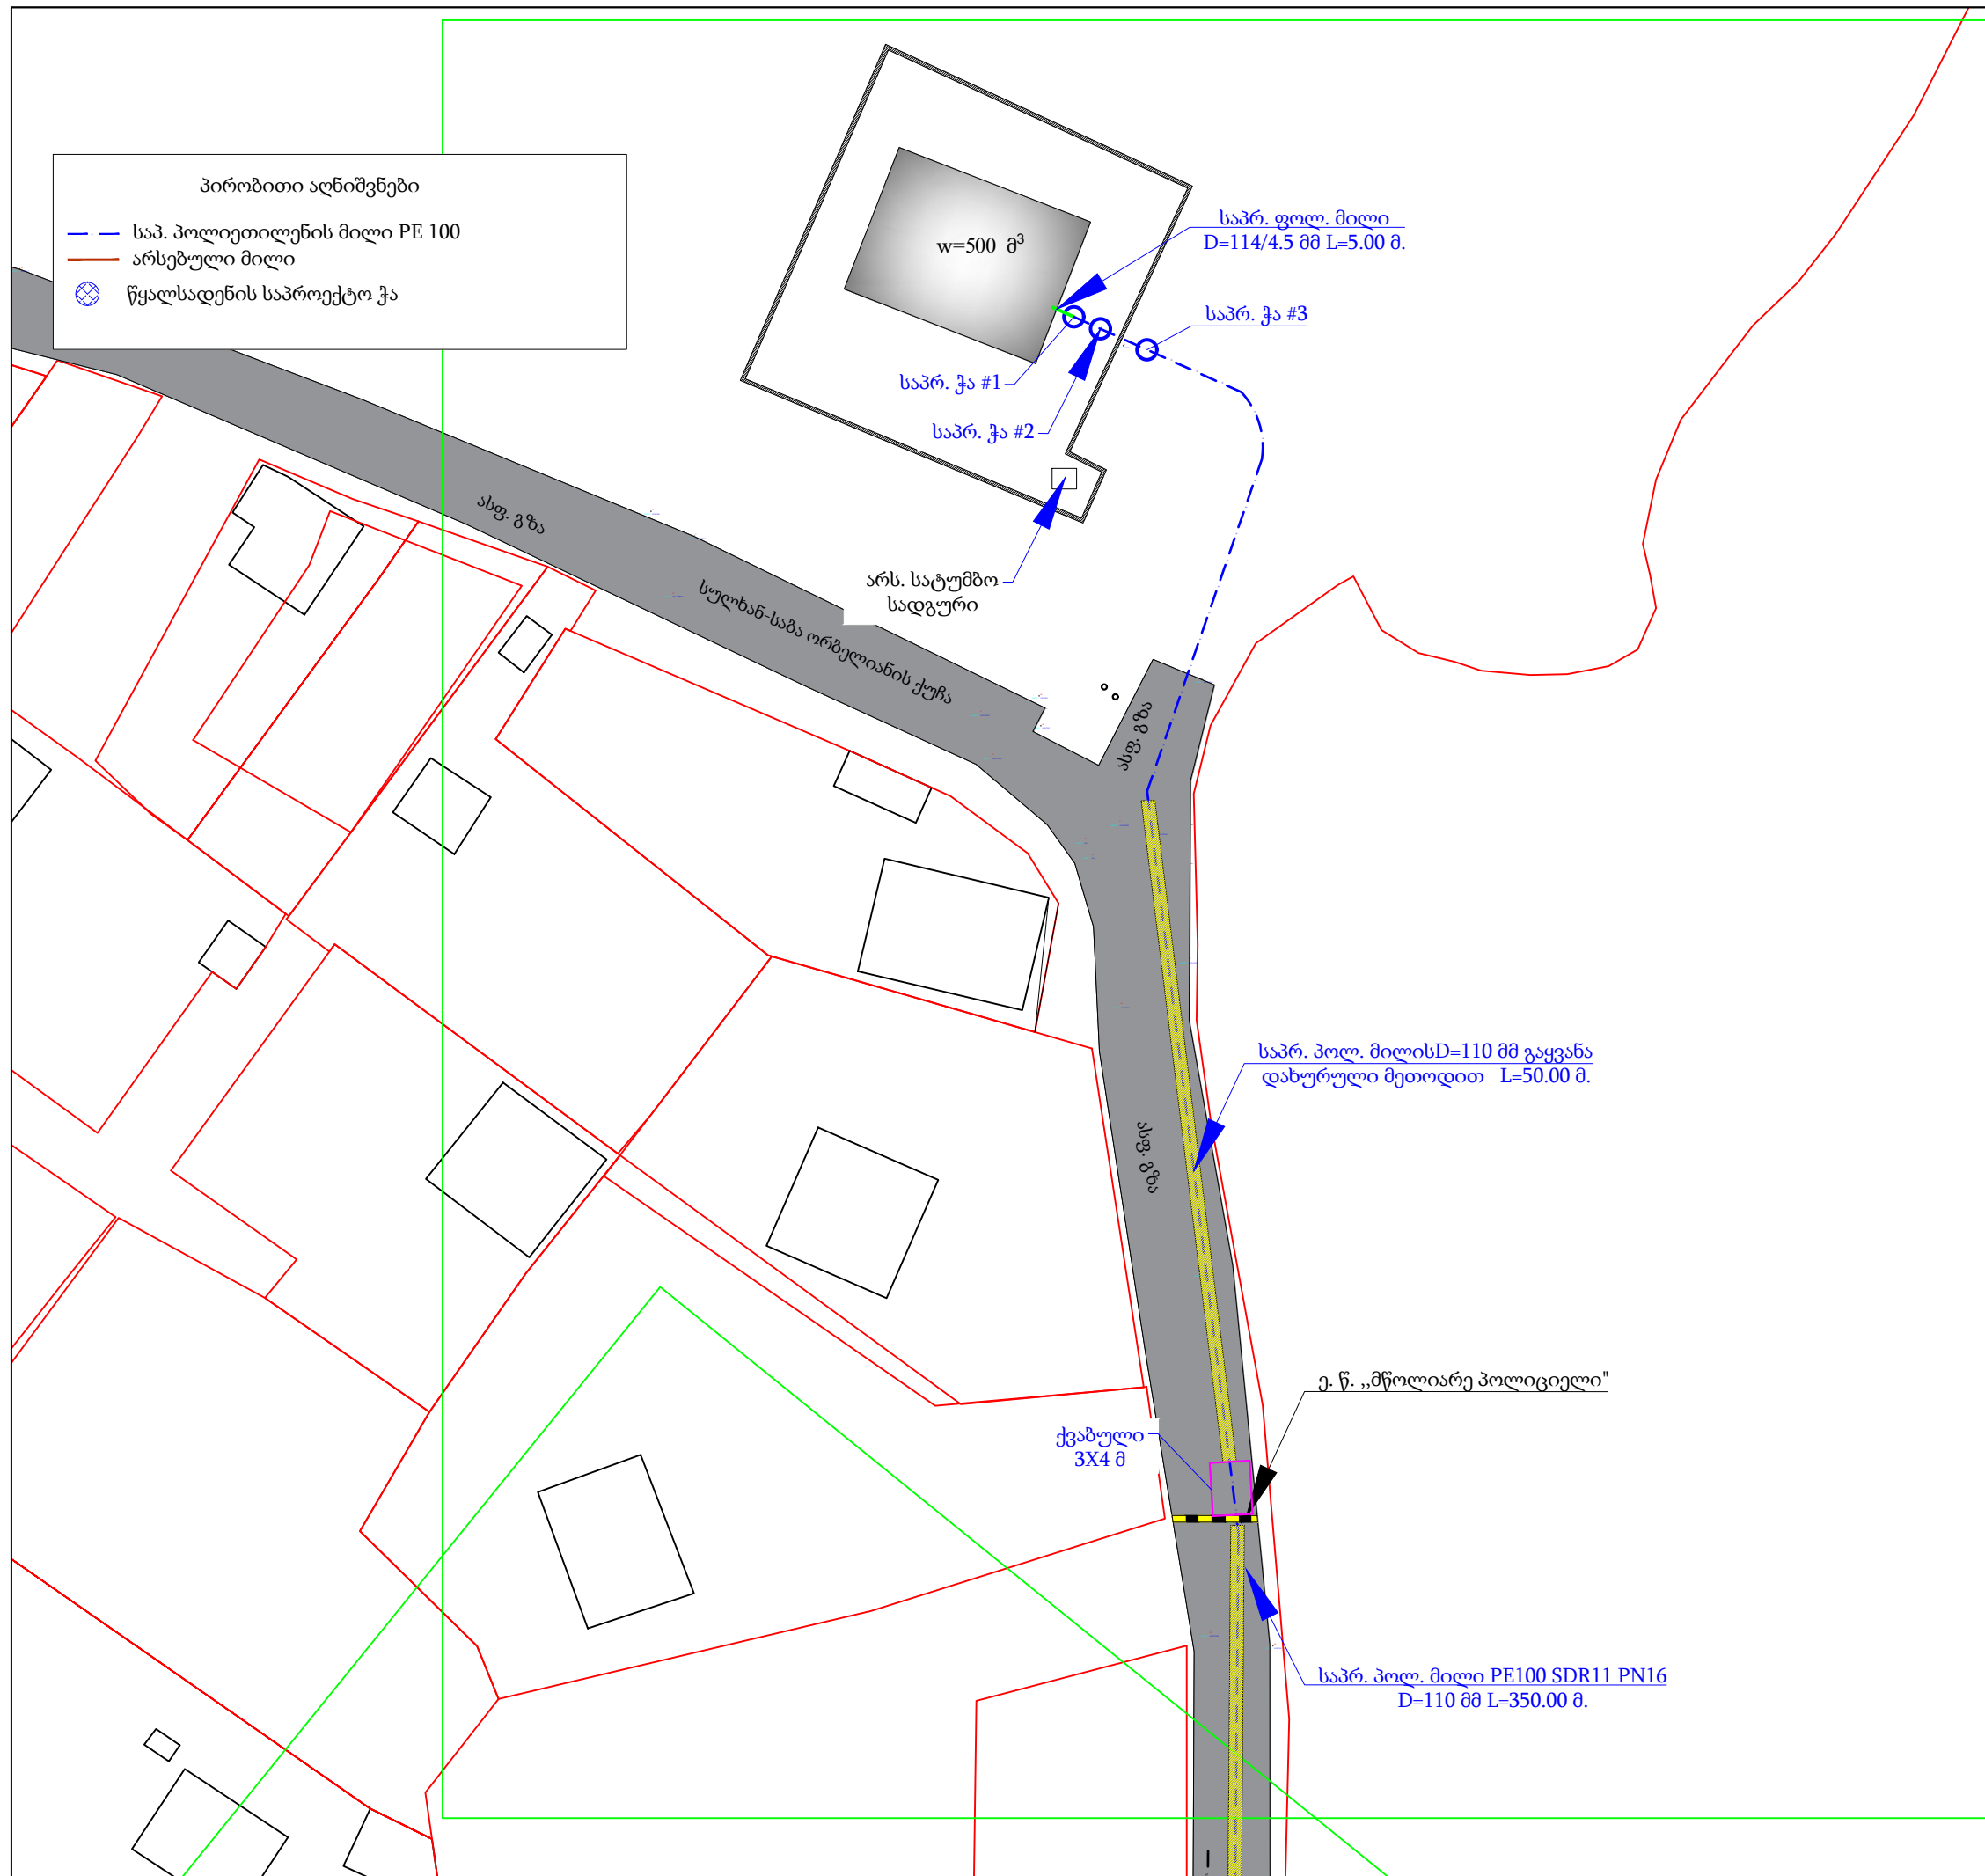 პირობითი აღნიშვნები
საპ. პოლიეთილენის მილი PE 100
არსებული მილი
წყალსადენის საპროექტო ჭა
w=500 მ³
საპრ. ფოლ. მილი
D=114/4.5 მმ L=5.00 მ.
საპრ. ჭა #3
საპრ. ჭა #1
საპრ. ჭა #2
არს. სატუმბო
სადგური
ასფ. გზა
სულხან-საბა ორბელიანის ქუჩა
ასფ. გზა
საპრ. პოლ. მილისD=110 მმ გაყვანა
დახურული მეთოდით L=50.00 მ.
ასფ. გზა
ე. წ. ,,მწოლიარე პოლიციელი"
ქვაბული
3X4 მ
საპრ. პოლ. მილი PE100 SDR11 PN16
D=110 მმ L=350.00 მ.